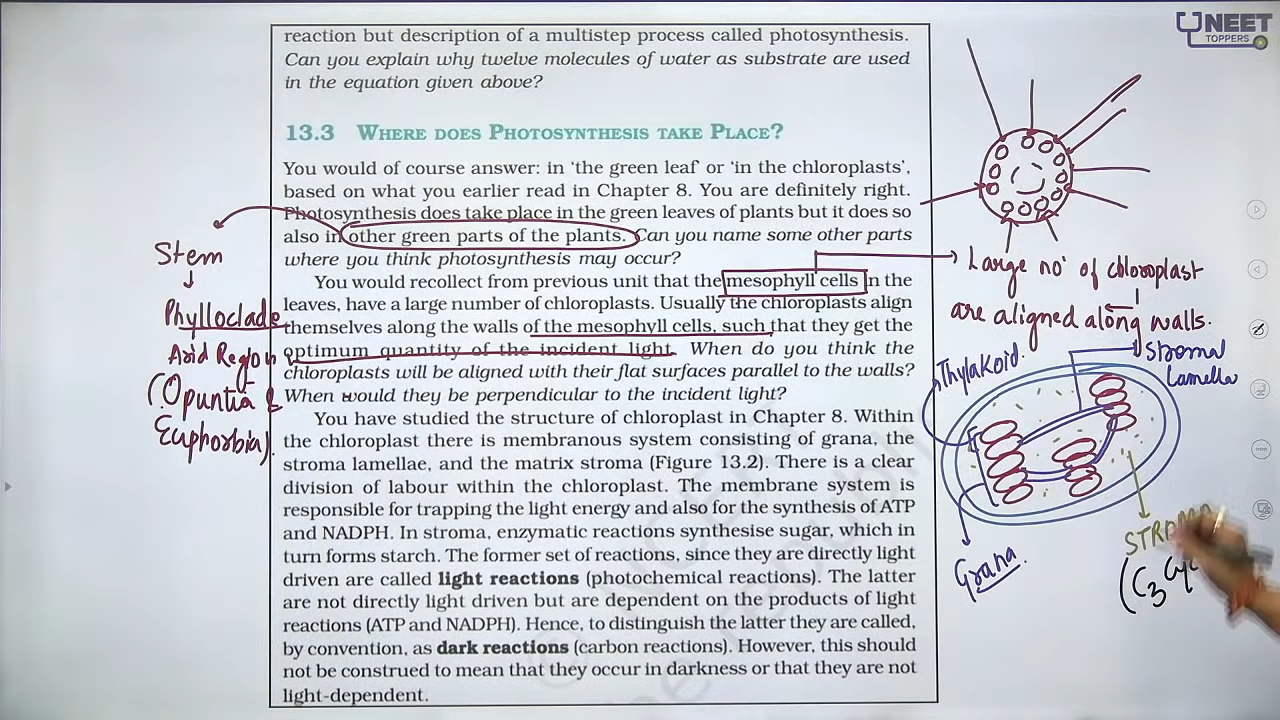 NEET
TOPPERS
reaction but description of a multistep process called photosynthesis.
Can you explain why twelve molecules of water as substrate are used
in the equation given above?
13.3 WHERE DOES PHOTOSYNTHESIS TAKE PLACE?
You would of course answer: in 'the green leaf' or 'in the chloroplasts',
based on what you earlier read in Chapter 8. You are definitely right.
Photosynthesis does take place in the green leaves of plants but it does so
also in other green parts of the plants. Can you name some other parts
where you think photosynthesis may occur?
You would recollect from previous unit that the mesophyll cells in the
leaves, have a large number of chloroplasts. Usually the chloroplasts align
themselves along the walls of the mesophyll cells, such that they get the
optimum quantity of the incident light. When do you think the
chloroplasts will be aligned with their flat surfaces parallel to the walls?
When would they be perpendicular to the incident light?
You have studied the structure of chloroplast in Chapter 8. Within
the chloroplast there is membranous system consisting of grana, the
stroma lamellae, and the matrix stroma (Figure 13.2). There is a clear
division of labour within the chloroplast. The membrane system is
responsible for trapping the light energy and also for the synthesis of ATP
and NADPH. In stroma, enzymatic reactions synthesise sugar, which in
turn forms starch. The former set of reactions, since they are directly light
driven are called light reactions (photochemical reactions). The latter
are not directly light driven but are dependent on the products of light
reactions (ATP and NADPH). Hence, to distinguish the latter they are called,
by convention, as dark reactions (carbon reactions). However, this should
not be construed to mean that they occur in darkness or that they are not
light-dependent.
Stem
Phylloclade
Arid Region
(Opuntia &
Euphorbia)
Large no of chloroplast
are aligned along walls.
Thylakoid
Stroma
Lamella
Grana
(C3